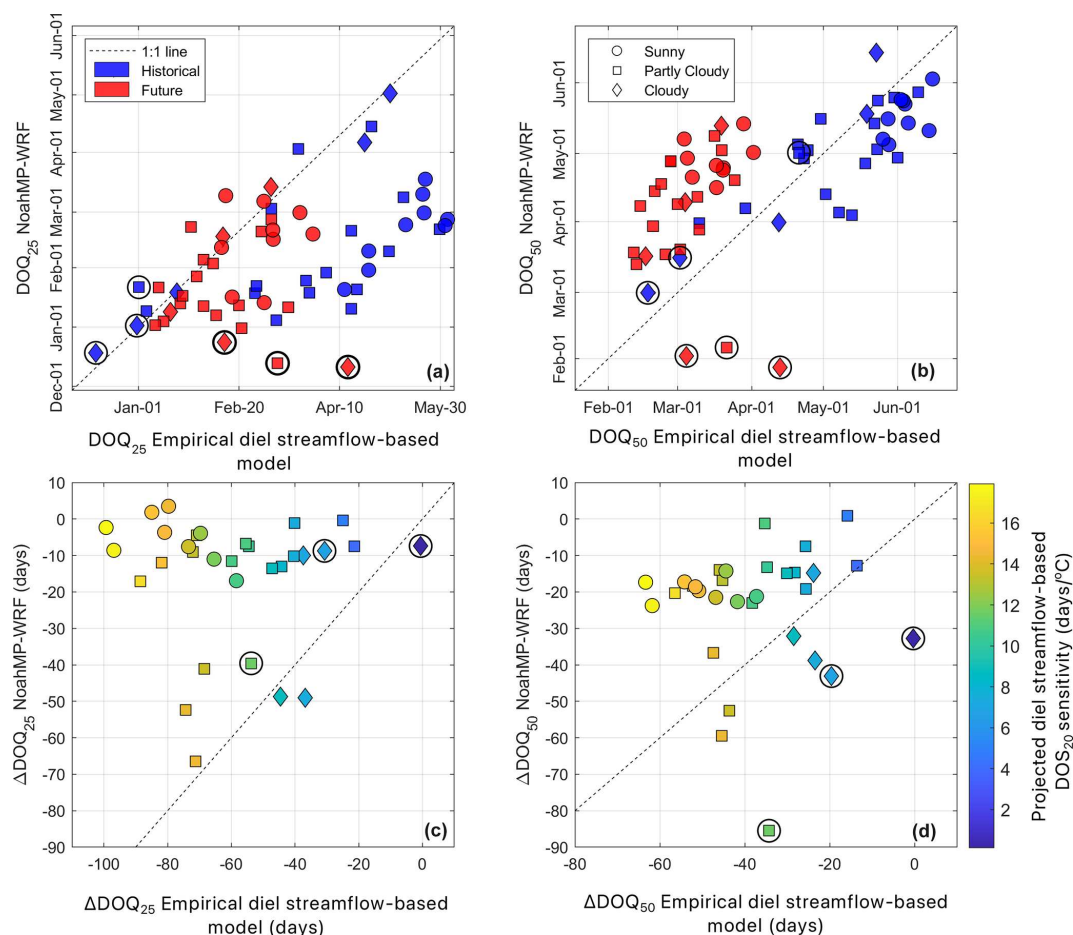 Jun-01
May-01
Apr-01
Mar-01
Feb-01
Jan-01
Dec-01
DOQ25 NoahMP-WRF
1:1 line
Historical
Future
(a)
Jan-01 Feb-20 Apr-10 May-30
DOQ25 Empirical diel streamflow-based
model
Jun-01
May-01
Apr-01
Mar-01
Feb-01
DOQ50 NoahMP-WRF
Sunny
Partly Cloudy
Cloudy
(b)
Feb-01 Mar-01 Apr-01 May-01 Jun-01
DOQ50 Empirical diel streamflow-based
model
10
0
-10
-20
-30
-40
-50
-60
-70
-80
-90
ΔDOQ25 NoahMP-WRF (days)
(c)
-100 -80 -60 -40 -20 0
ΔDOQ25 Empirical diel streamflow-based
model (days)
10
0
-10
-20
-30
-40
-50
-60
-70
-80
-90
ΔDOQ50 NoahMP-WRF (days)
(d)
-80 -60 -40 -20 0
ΔDOQ50 Empirical diel streamflow-based
model (days)
16
14
12
10
8
6
4
2
Projected diel streamflow-based
DOS20 sensitivity (days/°C)